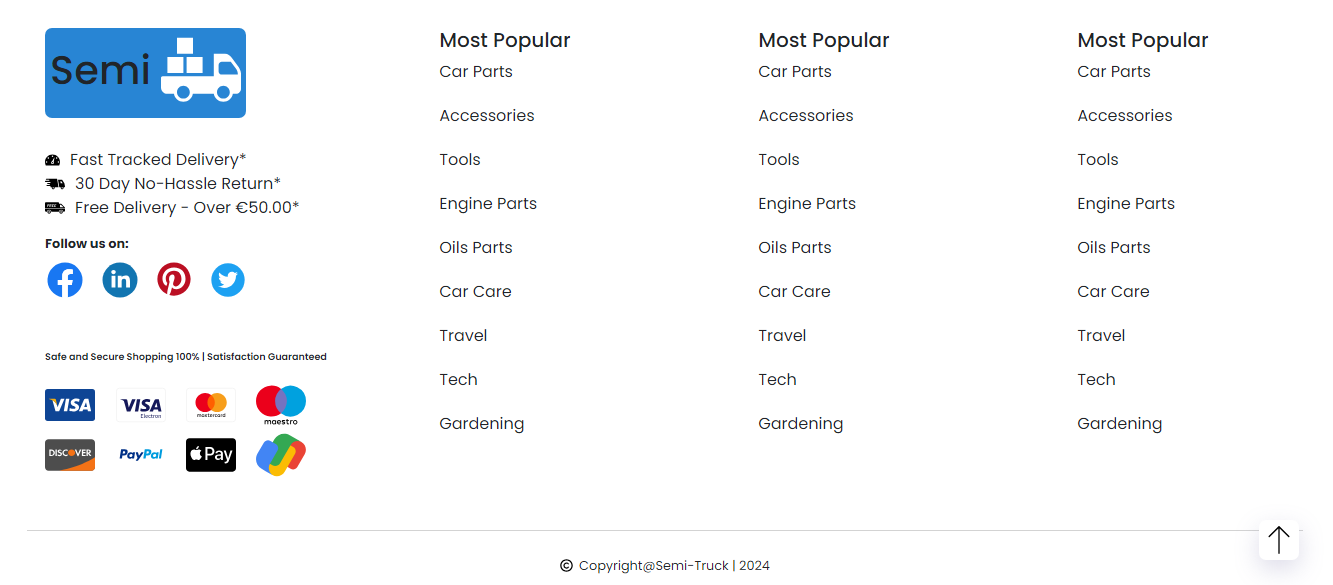 Semi
Fast Tracked Delivery*
30 Day No-Hassle Return*
FREE
Free Delivery - Over €50.00*
Follow us on:
in
Safe and Secure Shopping 100% | Satisfaction Guaranteed
VISA
VISA
Electron
mastercard
maestro
DISCOVER
PayPal
Pay
Most Popular
Car Parts
Accessories
Tools
Engine Parts
Oils Parts
Car Care
Travel
Tech
Gardening
Most Popular
Car Parts
Accessories
Tools
Engine Parts
Oils Parts
Car Care
Travel
Tech
Gardening
Most Popular
Car Parts
Accessories
Tools
Engine Parts
Oils Parts
Car Care
Travel
Tech
Gardening
© Copyright@Semi-Truck | 2024